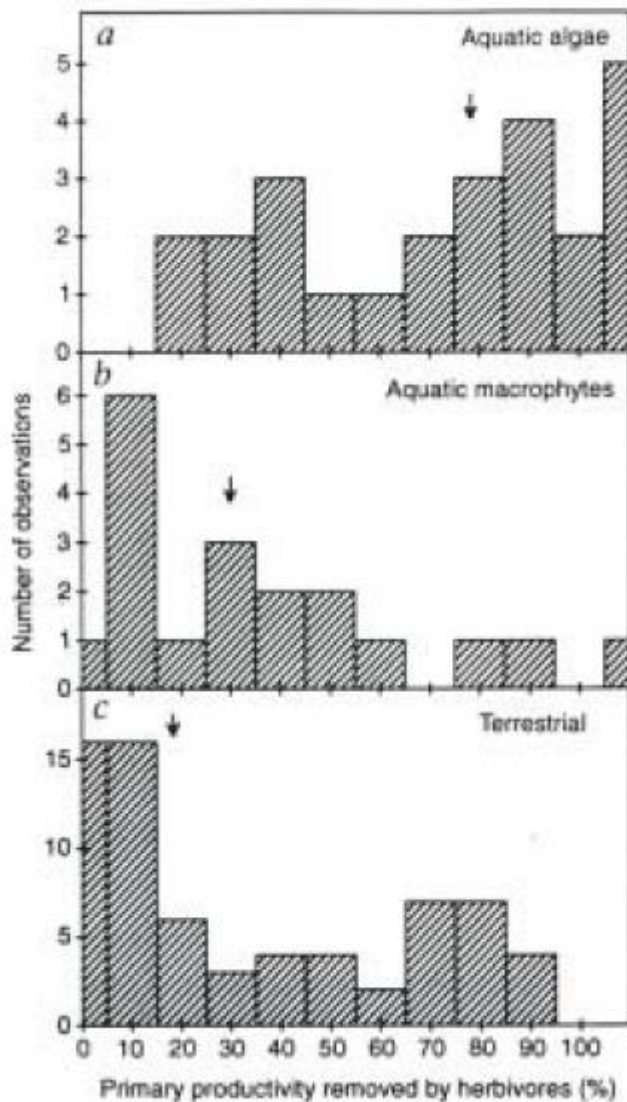 a
Aquatic algae
5
4
3
2
1
0
b
Aquatic macrophytes
6
5
4
3
2
1
0
c
Terrestrial
15
10
5
0
0 10 20 30 40 50 60 70 80 90 100
Number of observations
Primary productivity removed by herbivores (%)